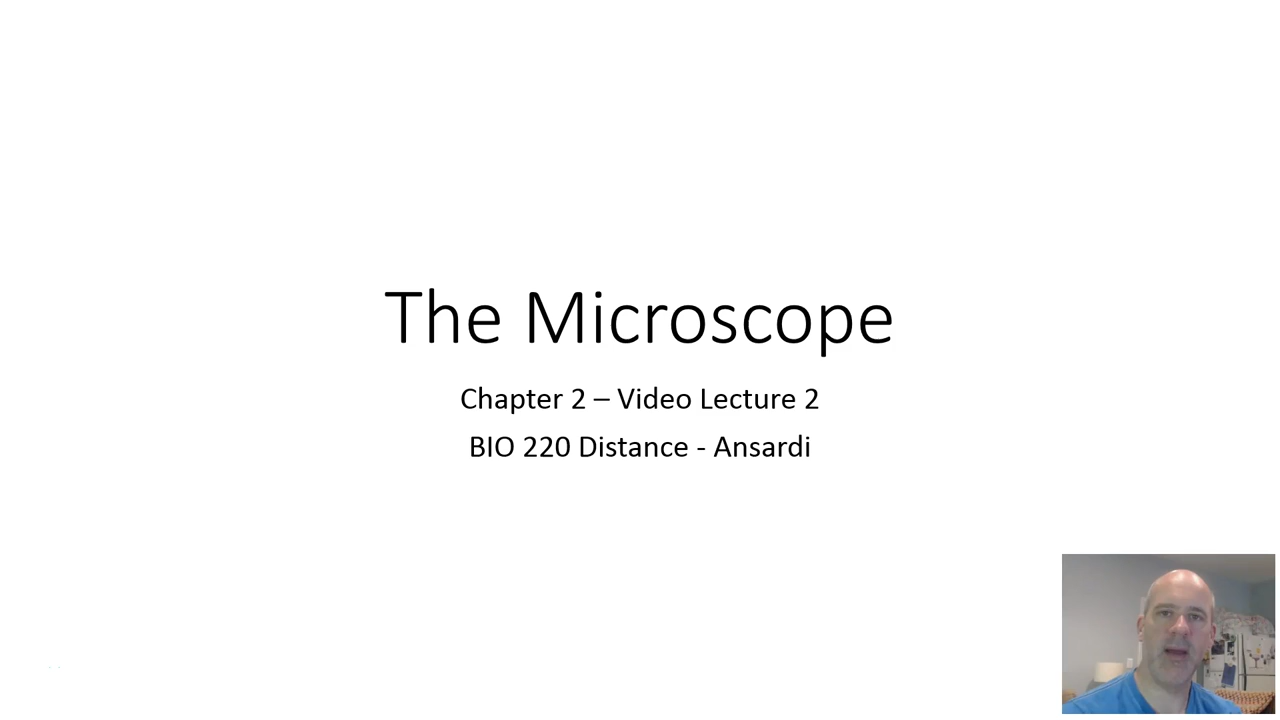 The Microscope
Chapter 2 – Video Lecture 2
BIO 220 Distance - Ansardi